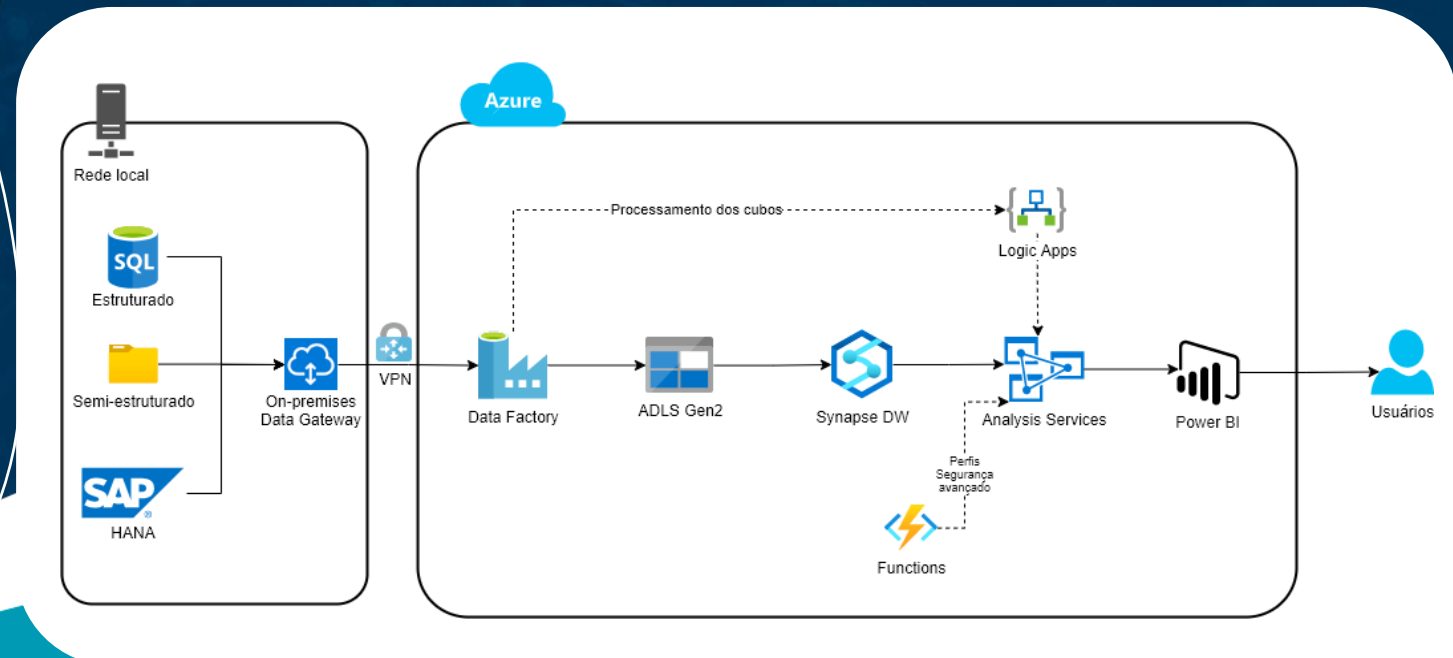 Azure
Rede local
SQL
Estruturado
Semi-estruturado
SAP
®
HANA
On-premises
Data Gateway
VPN
Data Factory
Processamento dos cubos
Logic Apps
ADLS Gen2
Synapse DW
Analysis Services
Perfis
Segurança
avançado
Functions
Power BI
Usuários